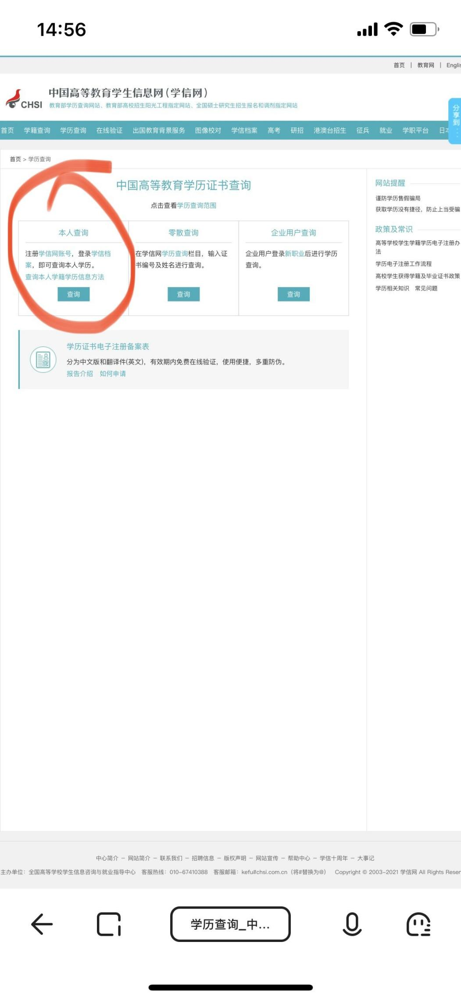 14:56
首页 | 教育网 | Englis
中国高等教育学生信息网(学信网)
CHSI
教育部学历查询网站、教育部高校招生阳光工程指定网站、全国硕士研究生招生报名和调剂指定网站
分享到...
首页 学籍查询 学历查询 在线验证 出国教育背景服务 图像校对 学信档案 高考 研招 港澳台招生 征兵 就业 学职平台 日本
首页 > 学历查询
中国高等教育学历证书查询
点击查看学历查询范围
本人查询
注册学信网账号，登录学信档
案，即可查询本人学历。
查询本人学籍学历信息方法
查询
零散查询
在学信网学历查询栏目，输入证
书编号及姓名进行查询。
查询
企业用户查询
企业用户登录新职业后进行学历
查询。
查询
学历证书电子注册备案表
分为中文版和翻译件(英文)，有效期内免费在线验证，使用便捷，多重防伪。
报告介绍 如何申请
网站提醒
谨防学历售假骗局
获取学历没有捷径，防止上当受骗
政策及常识
高等学校学生学籍学历电子注册办
法
学历电子注册工作流程
高校学生获得学籍及毕业证书政策
学历相关知识 常见问题
中心简介 – 网站简介 – 联系我们 – 招聘信息 – 版权声明 – 网站宣传 – 帮助中心 – 学信十周年 – 大事记
主办单位：全国高等学校学生信息咨询与就业指导中心 客服热线：010-67410388 客服邮箱：kefu#chsi.com.cn（将#替换为@） Copyright © 2003-2021 学信网 All Rights Reser
学历查询_中...